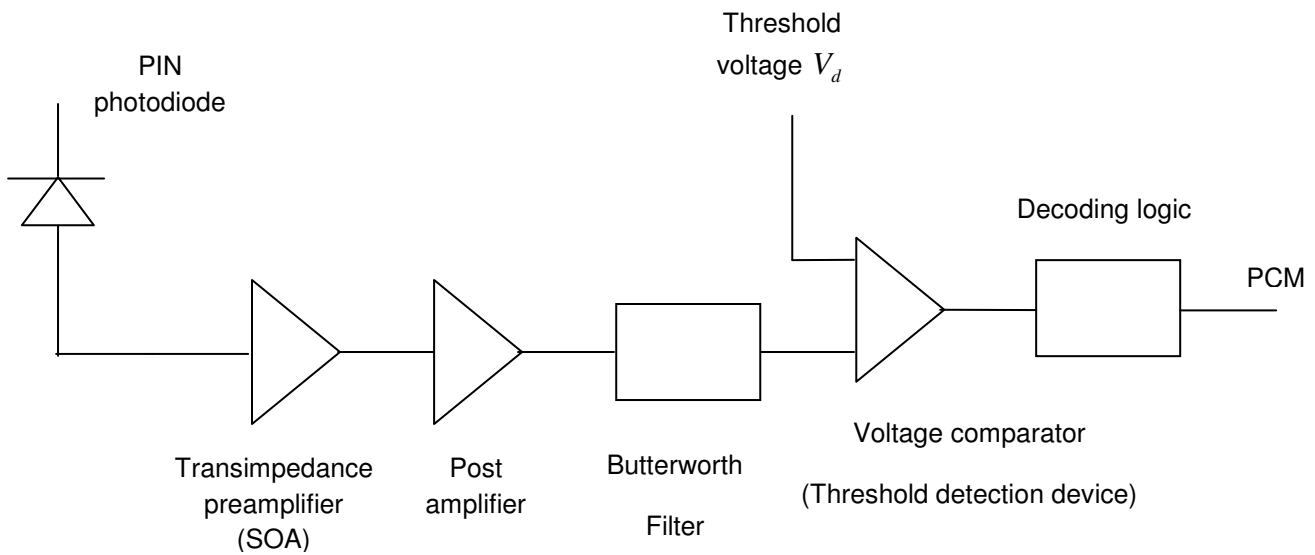 PIN
photodiode
Threshold
voltage V_d
Decoding logic
PCM
Transimpedance
preamplifier
(SOA)
Post
amplifier
Butterworth
Filter
Voltage comparator
(Threshold detection device)